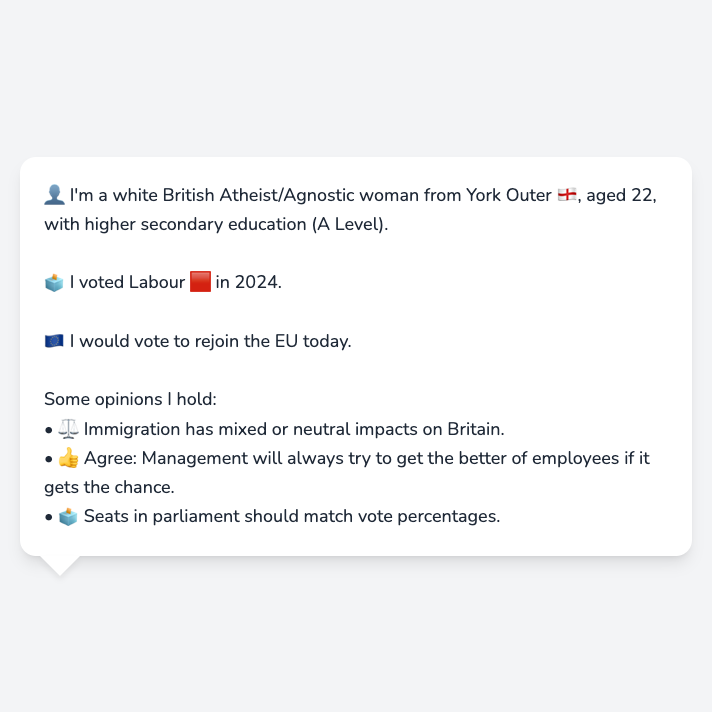 👤 I'm a white British Atheist/Agnostic woman from York Outer 🏴󠁧󠁢󠁥󠁮󠁧󠁿, aged 22,
with higher secondary education (A Level).
🗳️ I voted Labour 🟥 in 2024.
🇪🇺 I would vote to rejoin the EU today.
Some opinions I hold:
• ⚖️ Immigration has mixed or neutral impacts on Britain.
• 👍 Agree: Management will always try to get the better of employees if it
gets the chance.
• 🗳️ Seats in parliament should match vote percentages.